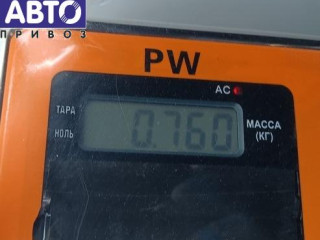 АВТО
ПРИВОЗ
PW
AC
ТАРА
НОЛЬ
0.760
МАССА
(КГ)